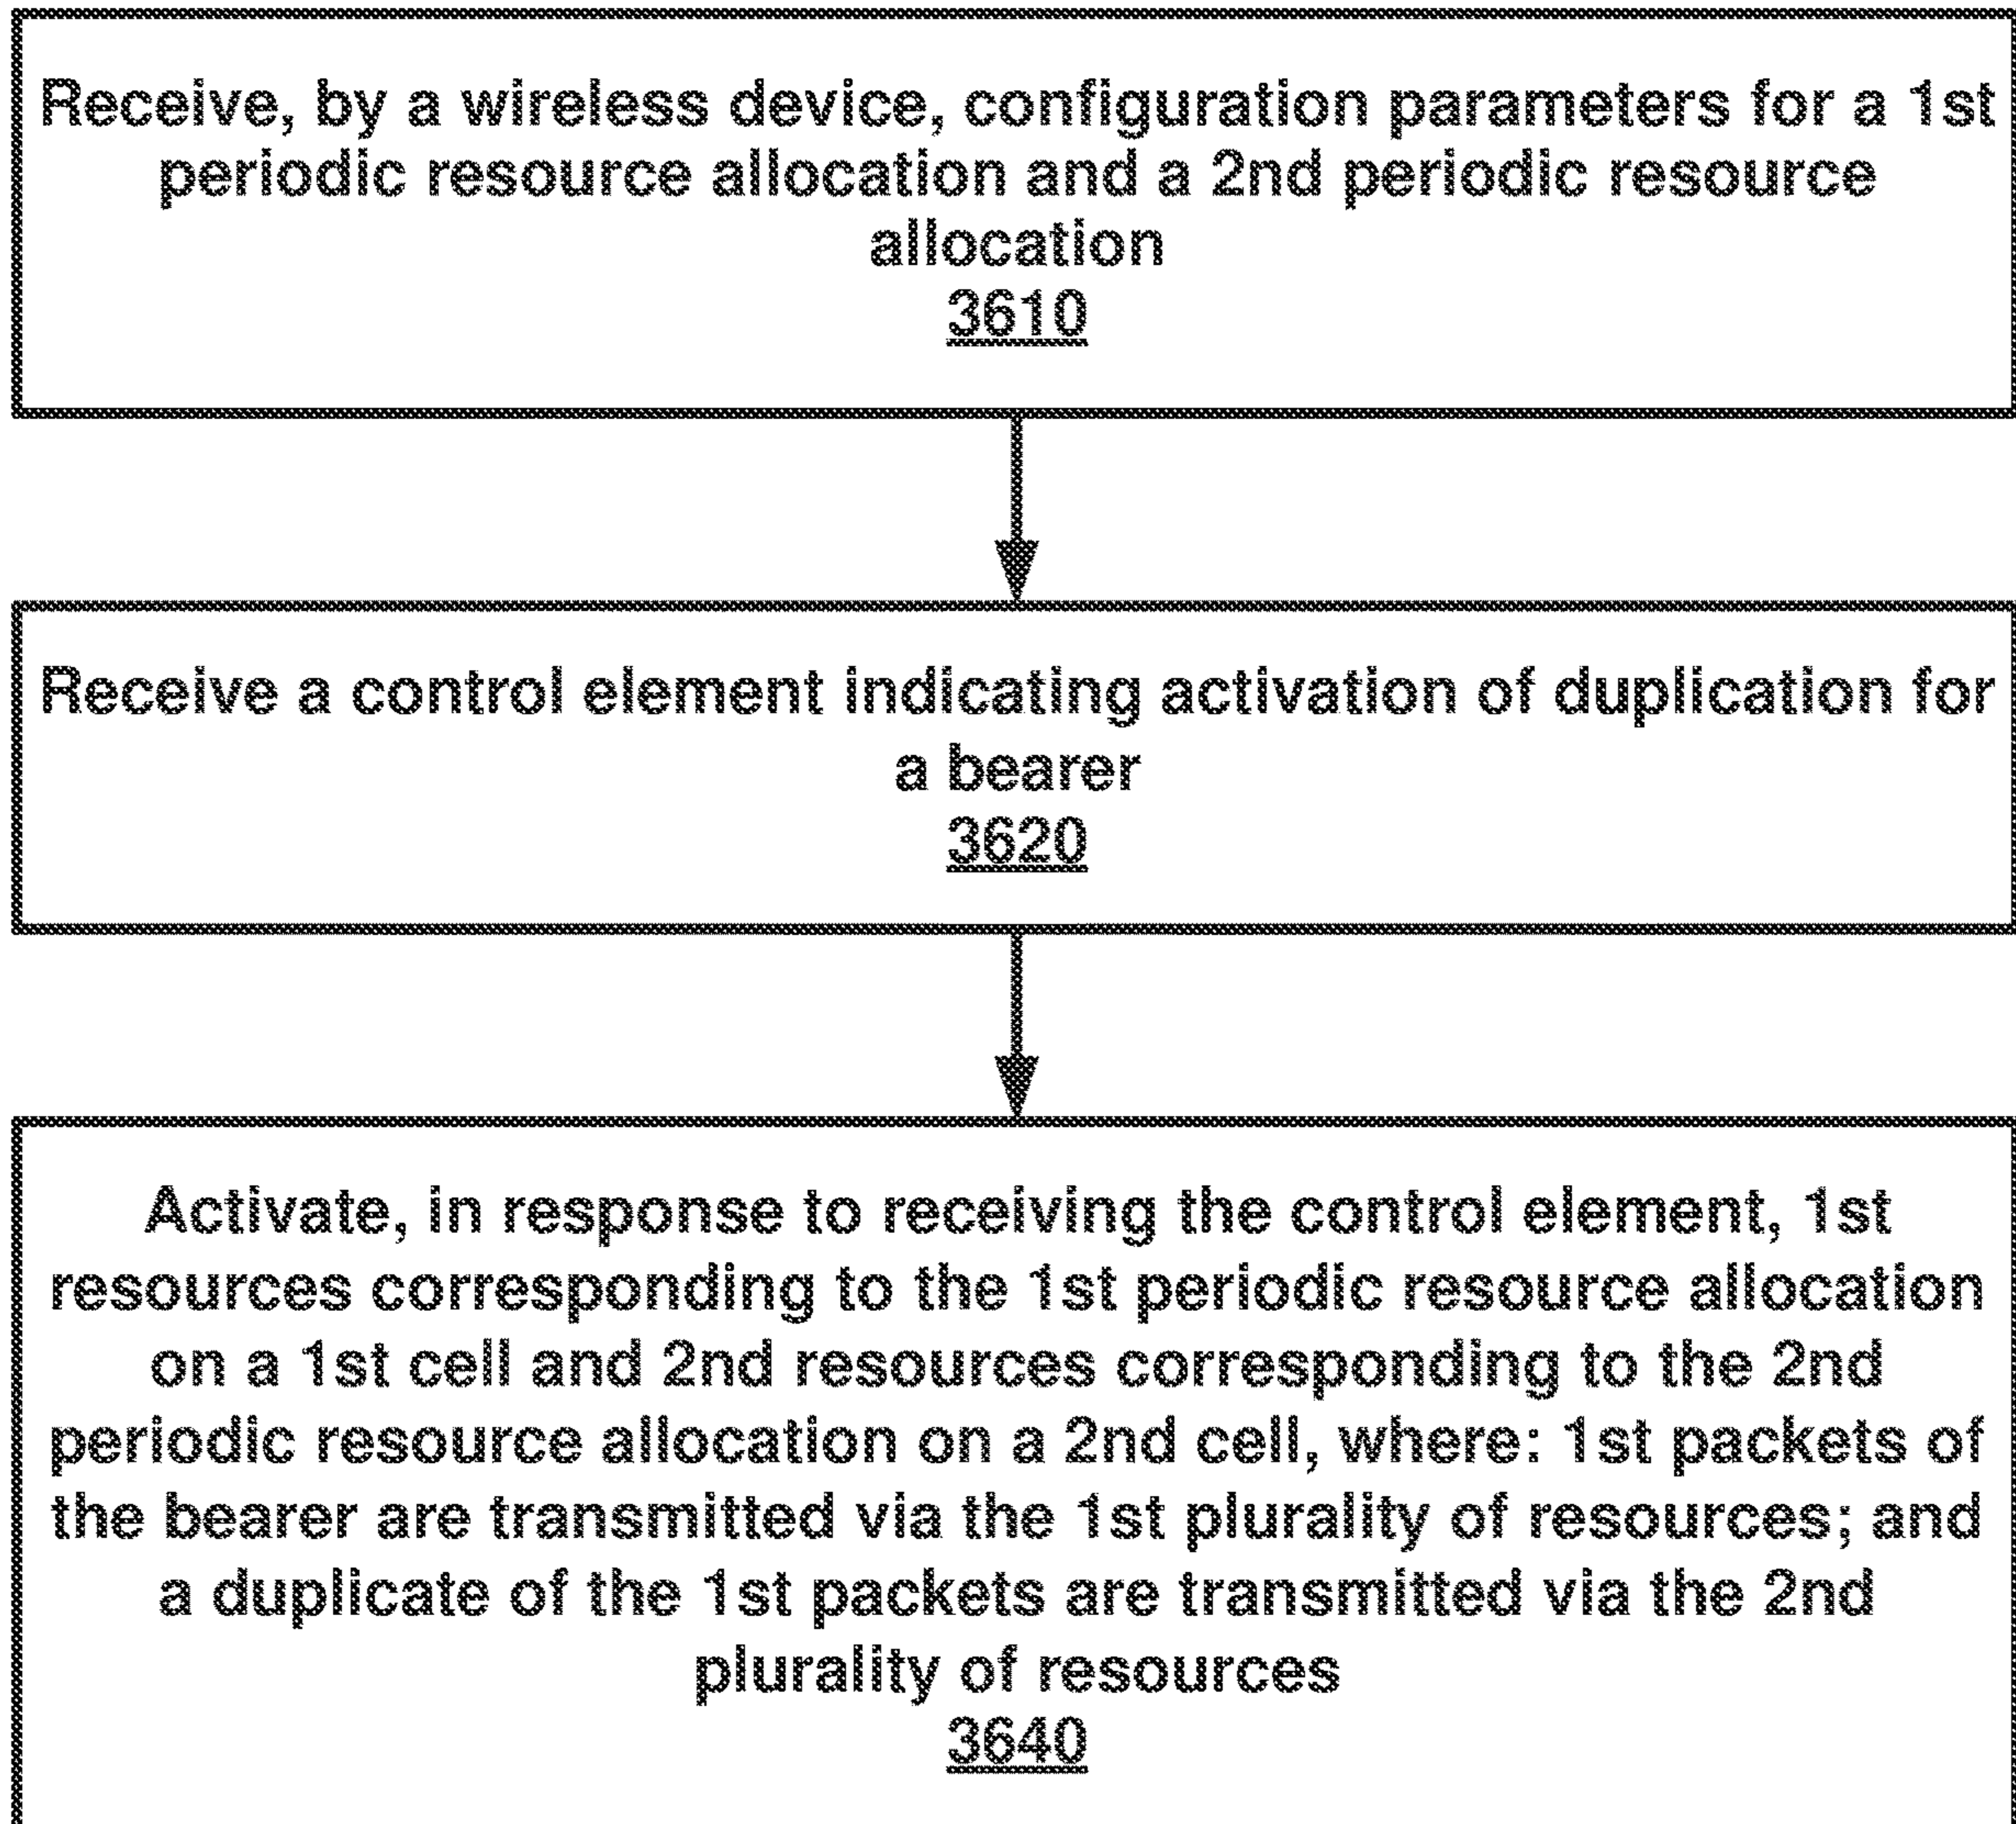 Receive, by a wireless device, configuration parameters for a 1st
periodic resource allocation and a 2nd periodic resource
allocation
3610
Receive a control element indicating activation of duplication for
a bearer
3620
Activate, in response to receiving the control element, 1st
resources corresponding to the 1st periodic resource allocation
on a 1st cell and 2nd resources corresponding to the 2nd
periodic resource allocation on a 2nd cell, where: 1st packets of
the bearer are transmitted via the 1st plurality of resources; and
a duplicate of the 1st packets are transmitted via the 2nd
plurality of resources
3640